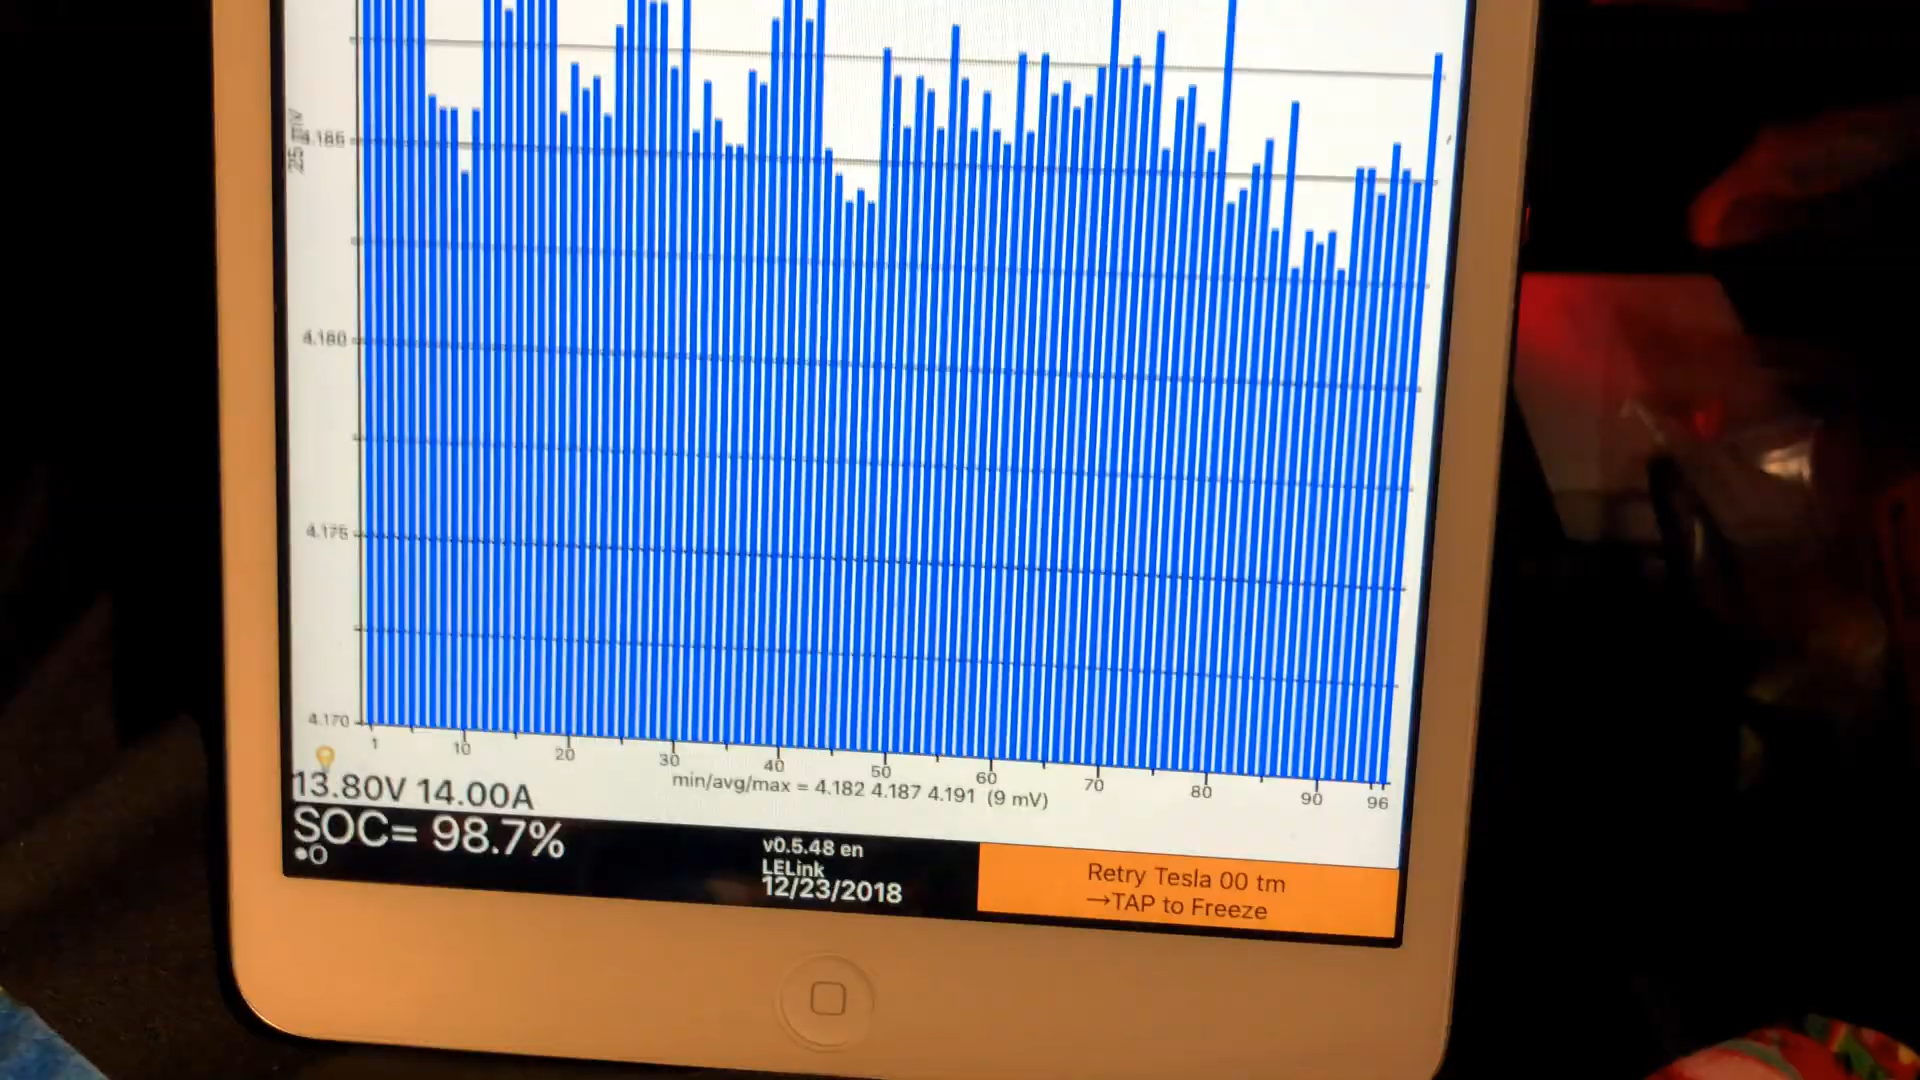 25 mV
4.185
4.180
4.175
4.170
1 10 20 30 40 50 60 70 80 90 96
min/avg/max = 4.182 4.187 4.191 (9 mV)
13.80V 14.00A
SOC= 98.7%
v0.5.48 en
LELink
12/23/2018
Retry Tesla 00 tm
→TAP to Freeze